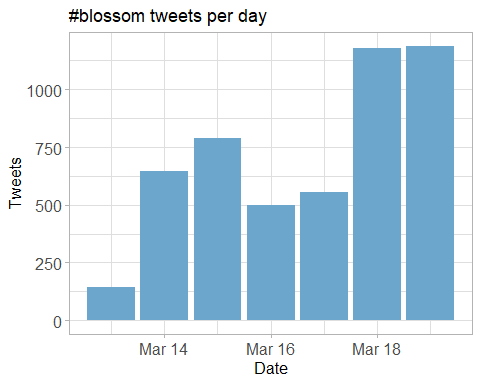 #blossom tweets per day
1000
750
500
250
0
Tweets
Mar 14 Mar 16 Mar 18
Date